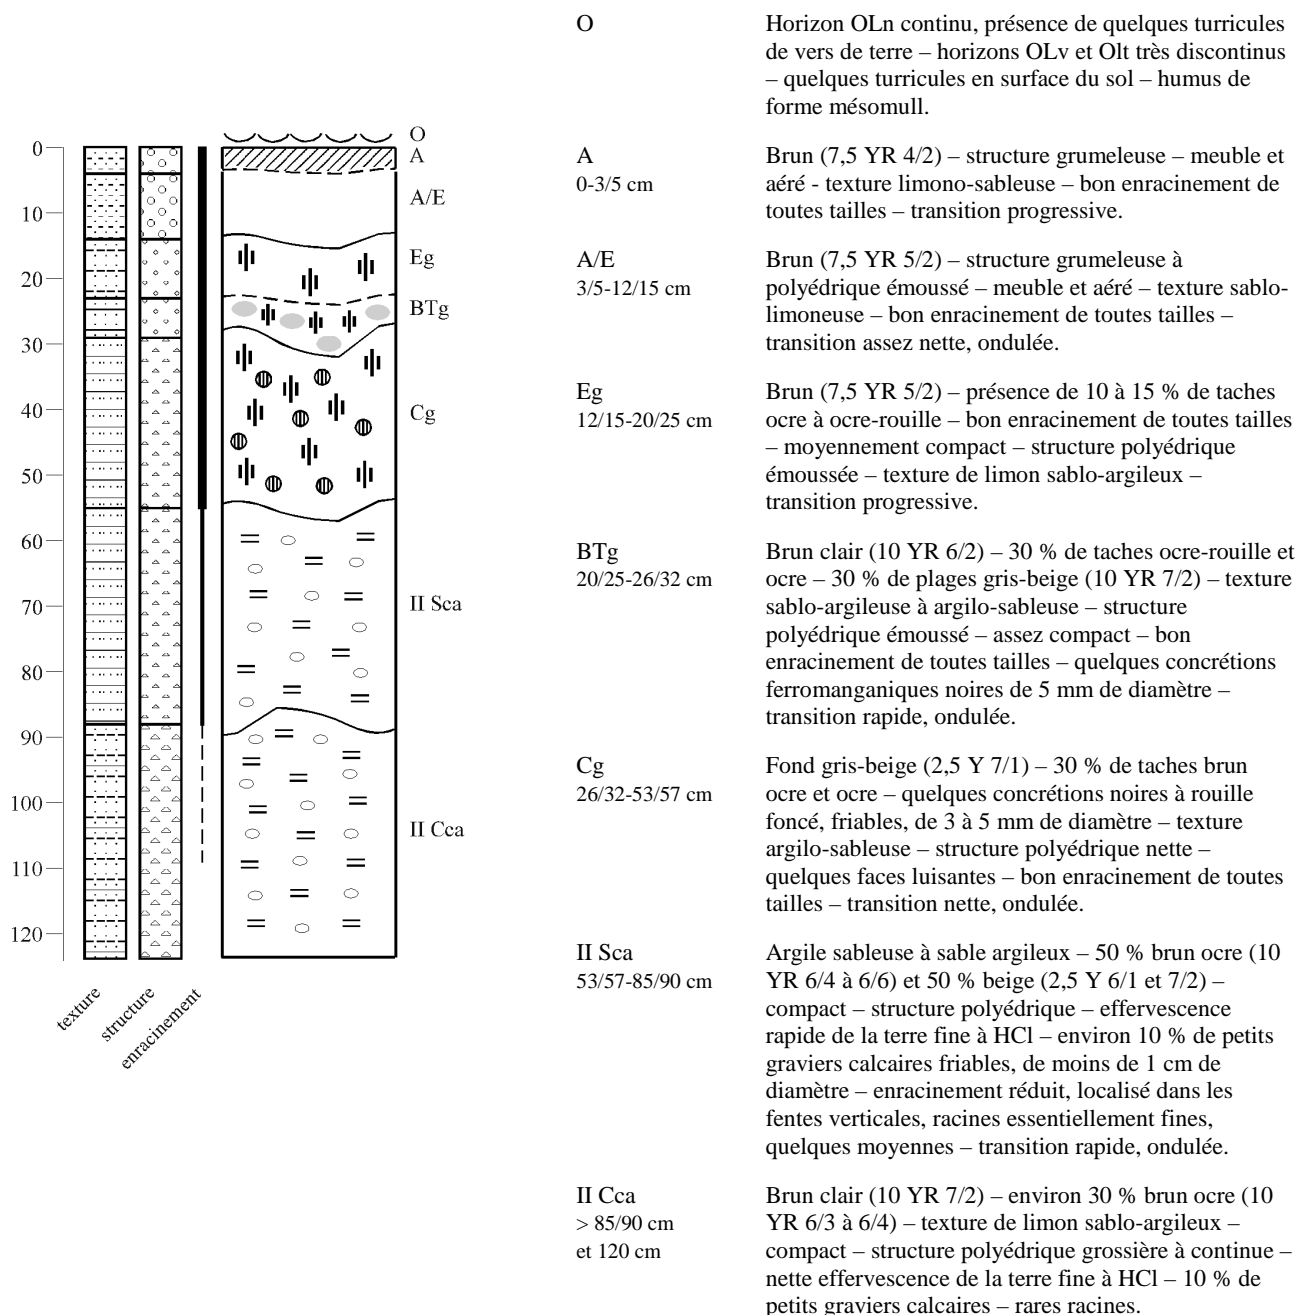 O
Horizon OLn continu, présence de quelques turricules
de vers de terre – horizons OLv et Olt très discontinus
– quelques turricules en surface du sol – humus de
forme mésomull.
A
0-3/5 cm
Brun (7,5 YR 4/2) – structure grumeleuse – meuble et
aéré - texture limono-sableuse – bon enracinement de
toutes tailles – transition progressive.
A/E
3/5-12/15 cm
Brun (7,5 YR 5/2) – structure grumeleuse à
polyédrique émoussé – meuble et aéré – texture sablo-
limoneuse – bon enracinement de toutes tailles –
transition assez nette, ondulée.
Eg
12/15-20/25 cm
Brun (7,5 YR 5/2) – présence de 10 à 15 % de taches
ocre à ocre-rouille – bon enracinement de toutes tailles
– moyennement compact – structure polyédrique
émoussée – texture de limon sablo-argileux –
transition progressive.
BTg
20/25-26/32 cm
Brun clair (10 YR 6/2) – 30 % de taches ocre-rouille et
ocre – 30 % de plages gris-beige (10 YR 7/2) – texture
sablo-argileuse à argilo-sableuse – structure
polyédrique émoussé – assez compact – bon
enracinement de toutes tailles – quelques concrétions
ferromanganiques noires de 5 mm de diamètre –
transition rapide, ondulée.
Cg
26/32-53/57 cm
Fond gris-beige (2,5 Y 7/1) – 30 % de taches brun
ocre et ocre – quelques concrétions noires à rouille
foncé, friables, de 3 à 5 mm de diamètre – texture
argilo-sableuse – structure polyédrique nette –
quelques faces luisantes – bon enracinement de toutes
tailles – transition nette, ondulée.
II Sca
53/57-85/90 cm
Argile sableuse à sable argileux – 50 % brun ocre (10
YR 6/4 à 6/6) et 50 % beige (2,5 Y 6/1 et 7/2) –
compact – structure polyédrique – effervescence
rapide de la terre fine à HCl – environ 10 % de petits
graviers calcaires friables, de moins de 1 cm de
diamètre – enracinement réduit, localisé dans les
fentes verticales, racines essentiellement fines,
quelques moyennes – transition rapide, ondulée.
II Cca
> 85/90 cm
et 120 cm
Brun clair (10 YR 7/2) – environ 30 % brun ocre (10
YR 6/3 à 6/4) – texture de limon sablo-argileux –
compact – structure polyédrique grossière à continue –
nette effervescence de la terre fine à HCl – 10 % de
petits graviers calcaires – rares racines.
0
10
20
30
40
50
60
70
80
90
100
110
120
O
A
A/E
Eg
BTg
Cg
II Sca
II Cca
texture
structure
enracinement